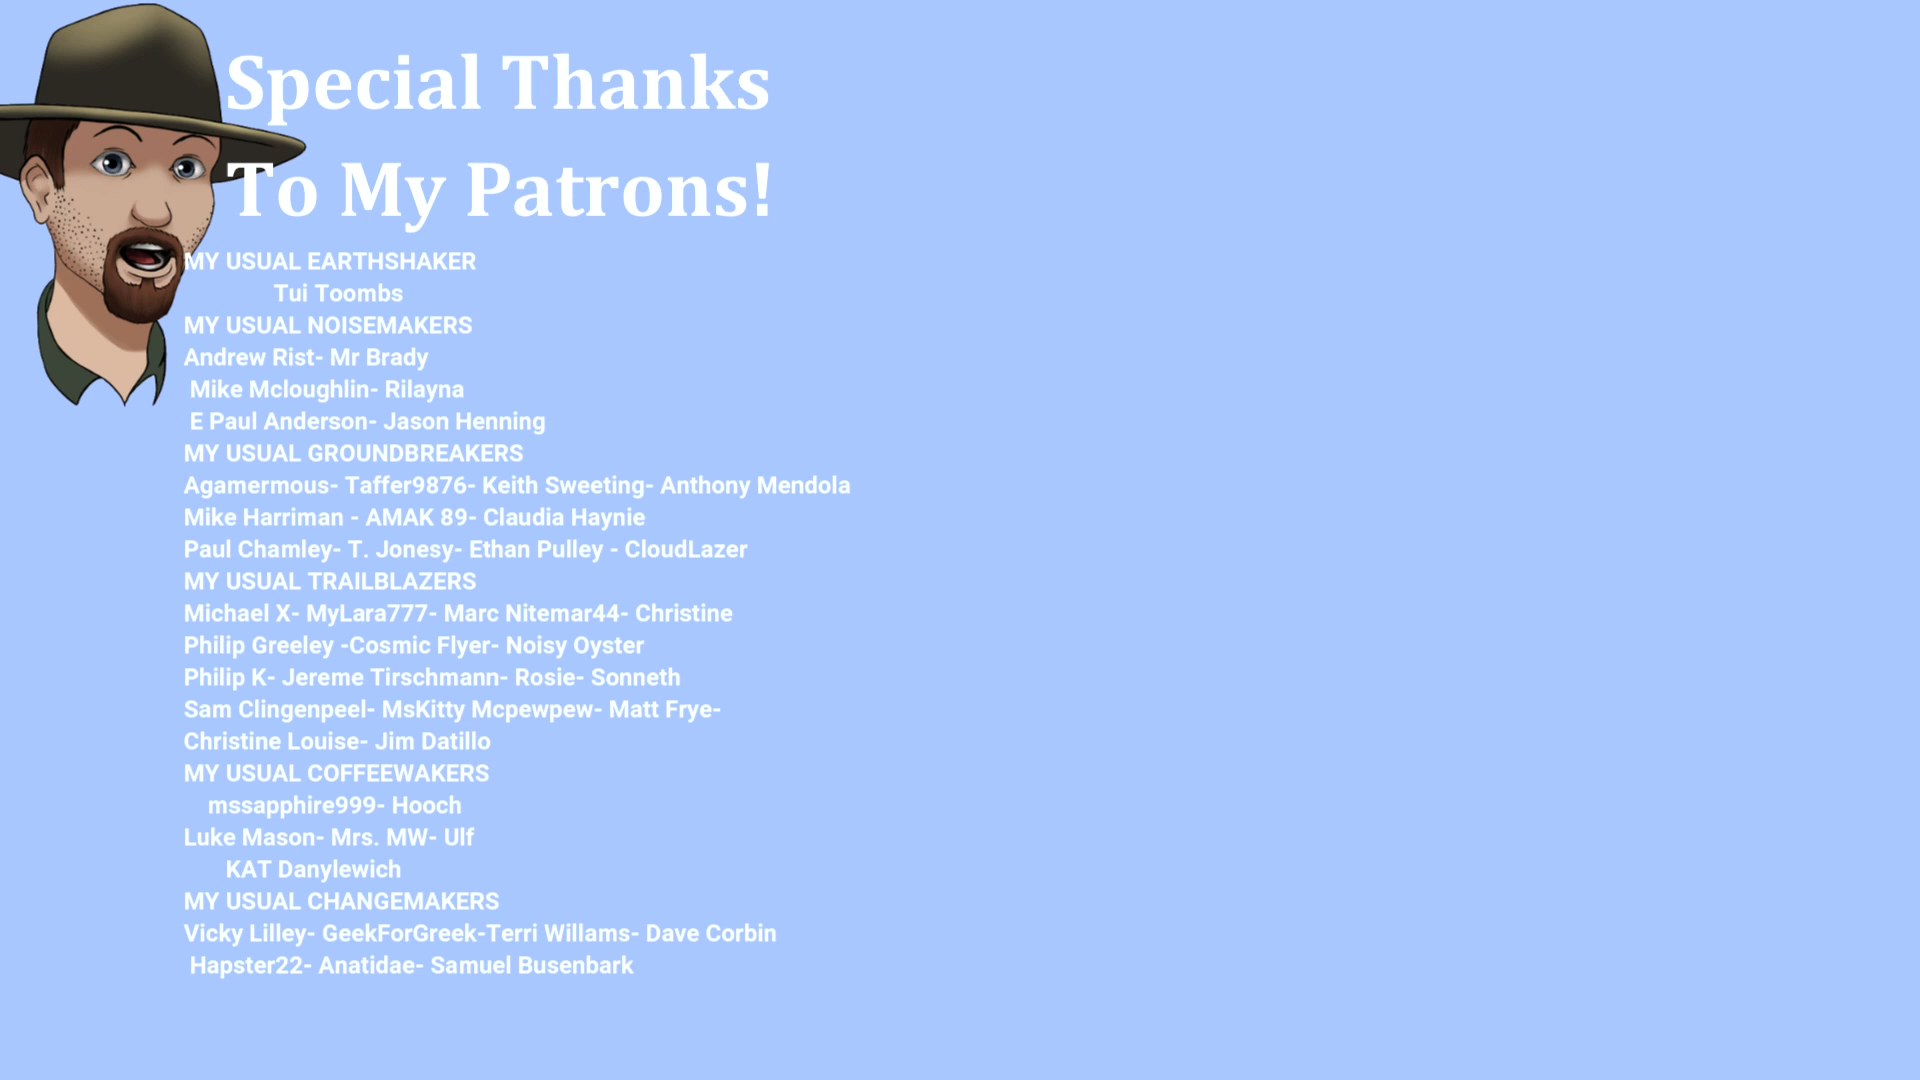 Special Thanks
To My Patrons!
MY USUAL EARTHSHAKER
Tui Toombs
MY USUAL NOISEMAKERS
Andrew Rist- Mr Brady
Mike Mcloughlin- Rilayna
E Paul Anderson- Jason Henning
MY USUAL GROUNDBREAKERS
Agamermous- Taffer9876- Keith Sweeting- Anthony Mendola
Mike Harriman - AMAK 89- Claudia Haynie
Paul Chamley- T. Jonesy- Ethan Pulley - CloudLazer
MY USUAL TRAILBLAZERS
Michael X- MyLara777- Marc Nitemar44- Christine
Philip Greeley -Cosmic Flyer- Noisy Oyster
Philip K- Jereme Tirschmann- Rosie- Sonneth
Sam Clingenpeel- MsKitty Mcpewpew- Matt Frye-
Christine Louise- Jim Datillo
MY USUAL COFFEEWAKERS
mssapphire999- Hooch
Luke Mason- Mrs. MW- Ulf
KAT Danylewich
MY USUAL CHANGEMAKERS
Vicky Lilley- GeekForGreek-Terri Willams- Dave Corbin
Hapster22- Anatidae- Samuel Busenbark